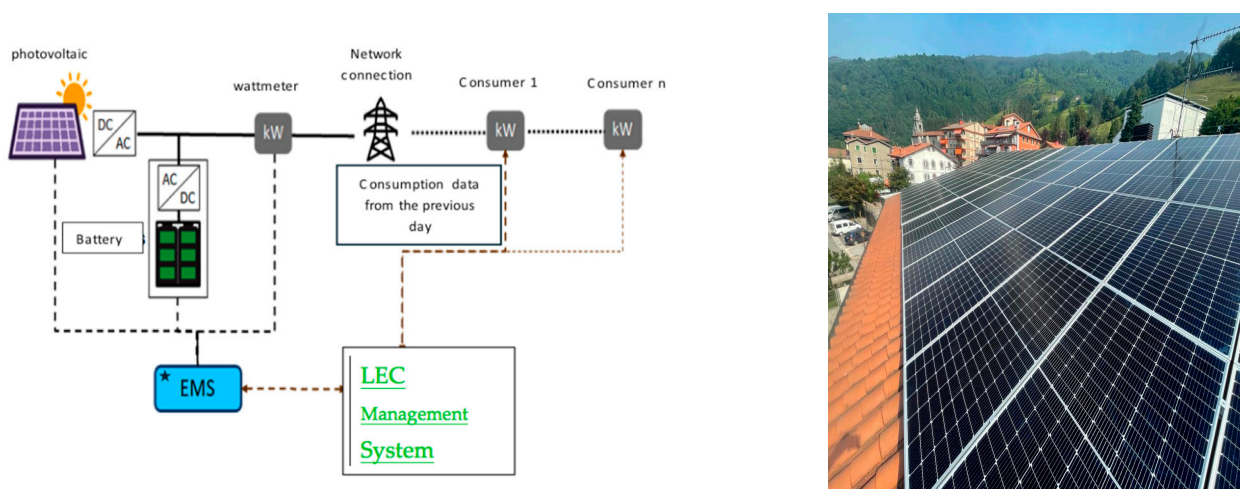 photovoltaic
Network
connection
wattmeter
Consumer 1
Consumer n
DC
AC
kW
kW
kW
AC
DC
Consumption data
from the previous
day
Battery
EMS
LEC
Management
System